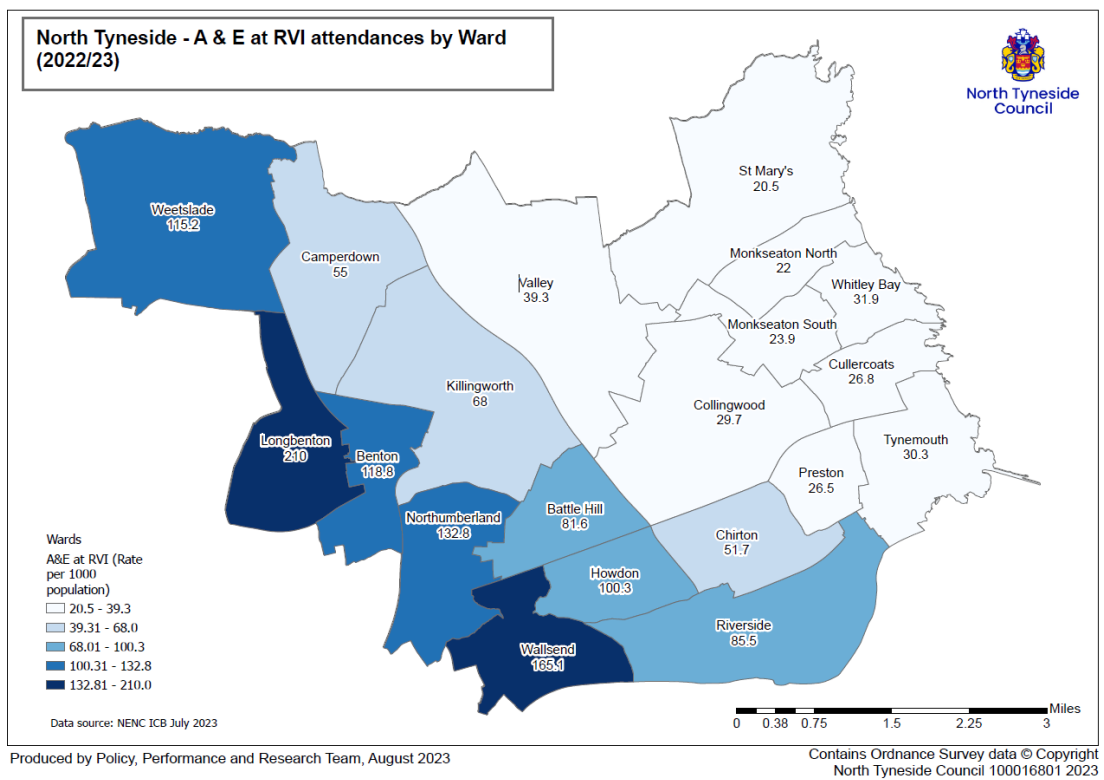 North Tyneside - A & E at RVI attendances by Ward
(2022/23)
North Tyneside
Council
St Mary's
20.5
Weetslade
115.2
Monkseaton North
22
Camperdown
55
Valley
39.3
Whitley Bay
31.9
Monkseaton South
23.9
Cullercoats
26.8
Killingworth
68
Collingwood
29.7
Longbenton
210
Tynemouth
30.3
Benton
118.8
Preston
26.5
Battle Hill
81.6
Northumberland
132.8
Chirton
51.7
Howdon
100.3
Riverside
85.5
Wallsend
165.1
Wards
A&E at RVI (Rate
per 1000
population)
20.5 - 39.3
39.31 - 68.0
68.01 - 100.3
100.31 - 132.8
132.81 - 210.0
Data source: NENC ICB July 2023
Miles
0 0.38 0.75 1.5 2.25 3
Produced by Policy, Performance and Research Team, August 2023
Contains Ordnance Survey data © Copyright
North Tyneside Council 100016801 2023